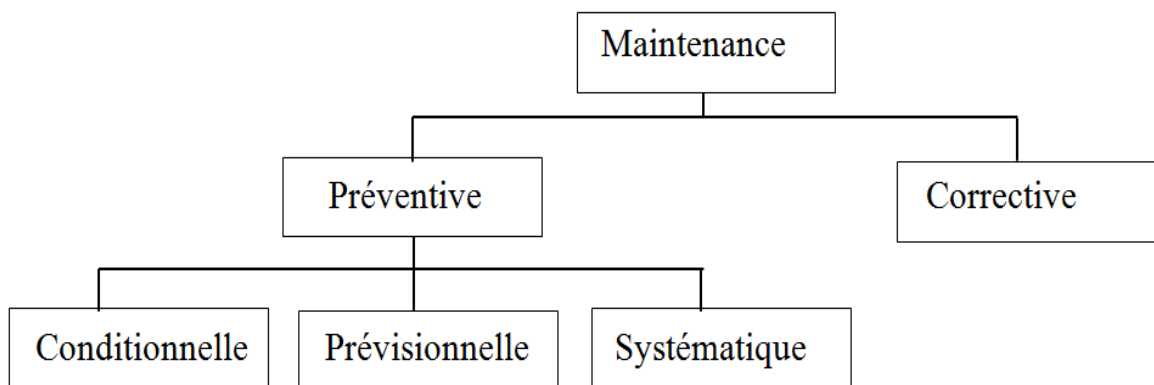 Maintenance
Préventive
Corrective
Conditionnelle
Prévisionnelle
Systématique